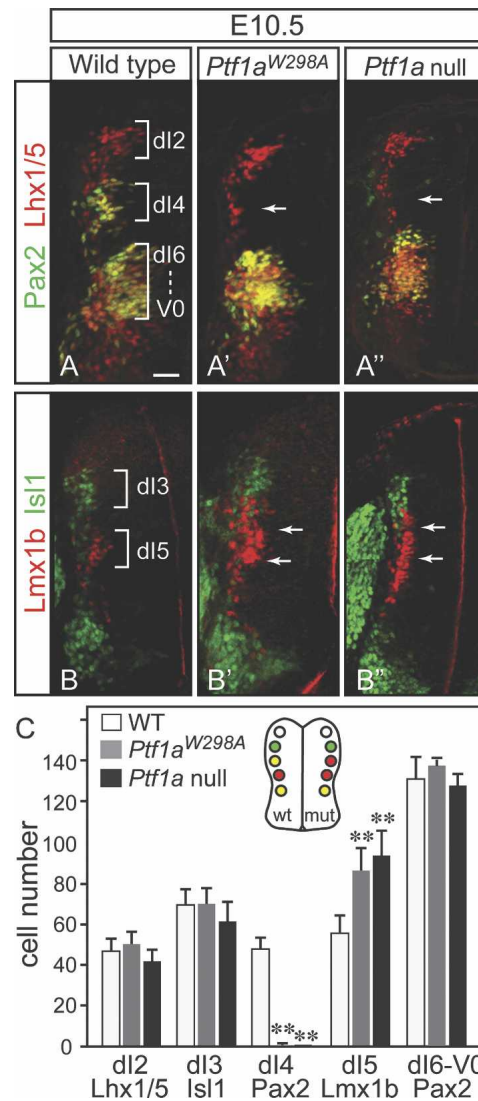 E10.5
Wild type
Ptf1aW298A
Ptf1a null
Pax2 Lhx1/5
dI2
dI4
dI6
V0
A
A'
A"
Lmx1b Isl1
dI3
dI5
B
B'
B"
C
WT
Ptf1aW298A
Ptf1a null
wt mut
cell number
140
120
100
80
60
40
20
0
** **
** **
dI2 dI3 dI4 dI5 dI6-V0
Lhx1/5 Isl1 Pax2 Lmx1b Pax2